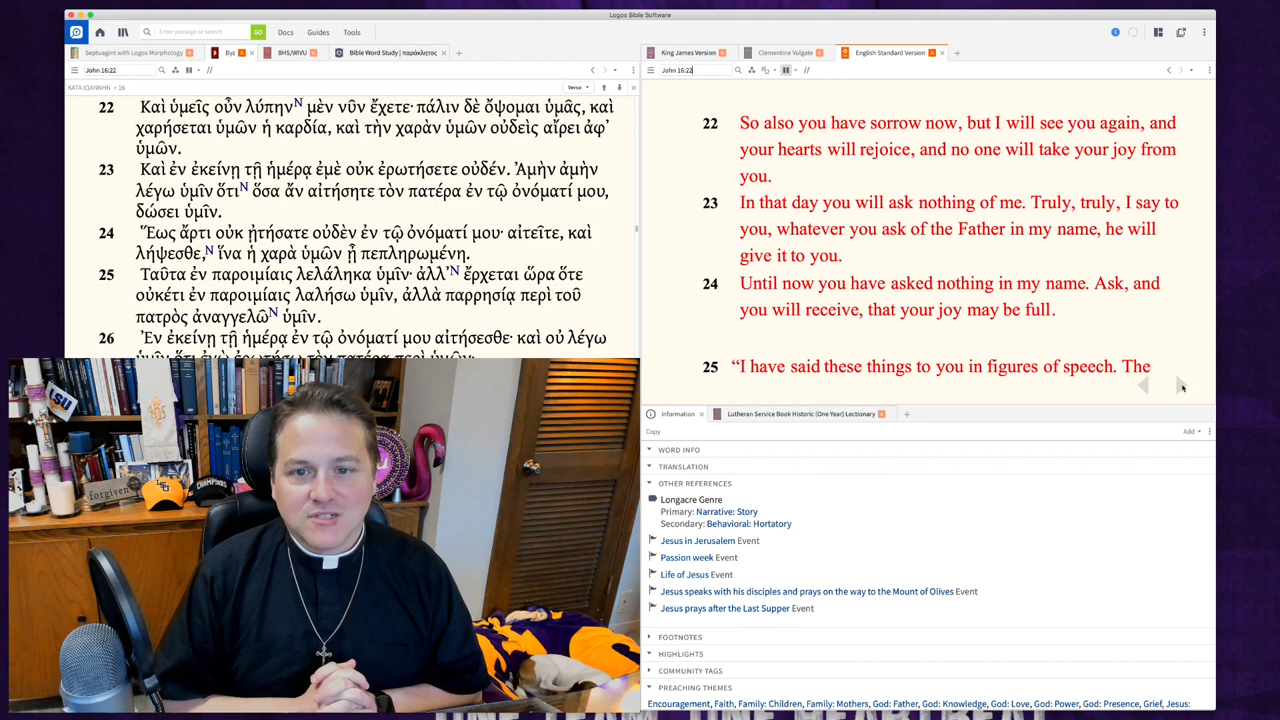 Logos Bible Software
Enter passage or search
GO
Docs
Guides
Tools
1
Septuagint with Logos Morphology
A
Byz
A
BHS/WIVU
A
Bible Word Study | παράκλητος
King James Version
A
Clementine Vulgate
A
English Standard Version
A
John 16:22
John 16:22
ΚΑΤΑ ΙΩΑΝΝΗΝ • 16
Verse
22 Καὶ ὑμεῖς οὖν λύπηνN μὲν νῦν ἔχετε· πάλιν δὲ ὄψομαι ὑμᾶς, καὶ
χαρήσεται ὑμῶν ἡ καρδία, καὶ τὴν χαρὰν ὑμῶν οὐδεὶς αἴρει ἀφ’
ὑμῶν.
23 Καὶ ἐν ἐκείνῃ τῇ ἡμέρᾳ ἐμὲ οὐκ ἐρωτήσετε οὐδέν. Ἀμὴν ἀμὴν
λέγω ὑμῖν ὅτιN ὅσα ἂν αἰτήσητε τὸν πατέρα ἐν τῷ ὀνόματί μου,
δώσει ὑμῖν.
24 Ἕως ἄρτι οὐκ ᾐτήσατε οὐδὲν ἐν τῷ ὀνόματί μου· αἰτεῖτε, καὶ
λήψεσθε,N ἵνα ἡ χαρὰ ὑμῶν ᾖ πεπληρωμένη.
25 Ταῦτα ἐν παροιμίαις λελάληκα ὑμῖν· ἀλλ’N ἔρχεται ὥρα ὅτε
οὐκέτι ἐν παροιμίαις λαλήσω ὑμῖν, ἀλλὰ παρρησίᾳ περὶ τοῦ
πατρὸς ἀναγγελῶN ὑμῖν.
26 Ἐν ἐκείνῃ τῇ ἡμέρᾳ ἐν τῷ ὀνόματί μου αἰτήσεσθε· καὶ οὐ λέγω
ὑμῖν ὅτι ἐγὼ ἐρωτήσω τὸν πατέρα περὶ ὑμῶν·
22 So also you have sorrow now, but I will see you again, and
your hearts will rejoice, and no one will take your joy from
you.
23 In that day you will ask nothing of me. Truly, truly, I say to
you, whatever you ask of the Father in my name, he will
give it to you.
24 Until now you have asked nothing in my name. Ask, and
you will receive, that your joy may be full.
25 “I have said these things to you in figures of speech. The
Information
Lutheran Service Book Historic (One Year) Lectionary
A
Copy
Add
WORD INFO
TRANSLATION
OTHER REFERENCES
Longacre Genre
Primary: Narrative: Story
Secondary: Behavioral: Hortatory
Jesus in Jerusalem Event
Passion week Event
Life of Jesus Event
Jesus speaks with his disciples and prays on the way to the Mount of Olives Event
Jesus prays after the Last Supper Event
FOOTNOTES
HIGHLIGHTS
COMMUNITY TAGS
PREACHING THEMES
Encouragement, Faith, Family: Children, Family: Mothers, God: Father, God: Knowledge, God: Love, God: Power, God: Presence, Grief, Jesus:
LSU
forgiven
CHAMPIONS